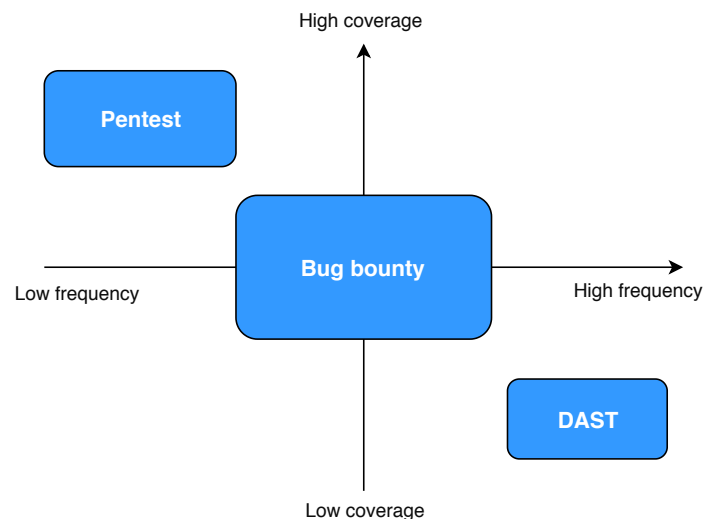 High coverage
Pentest
Bug bounty
Low frequency
High frequency
DAST
Low coverage